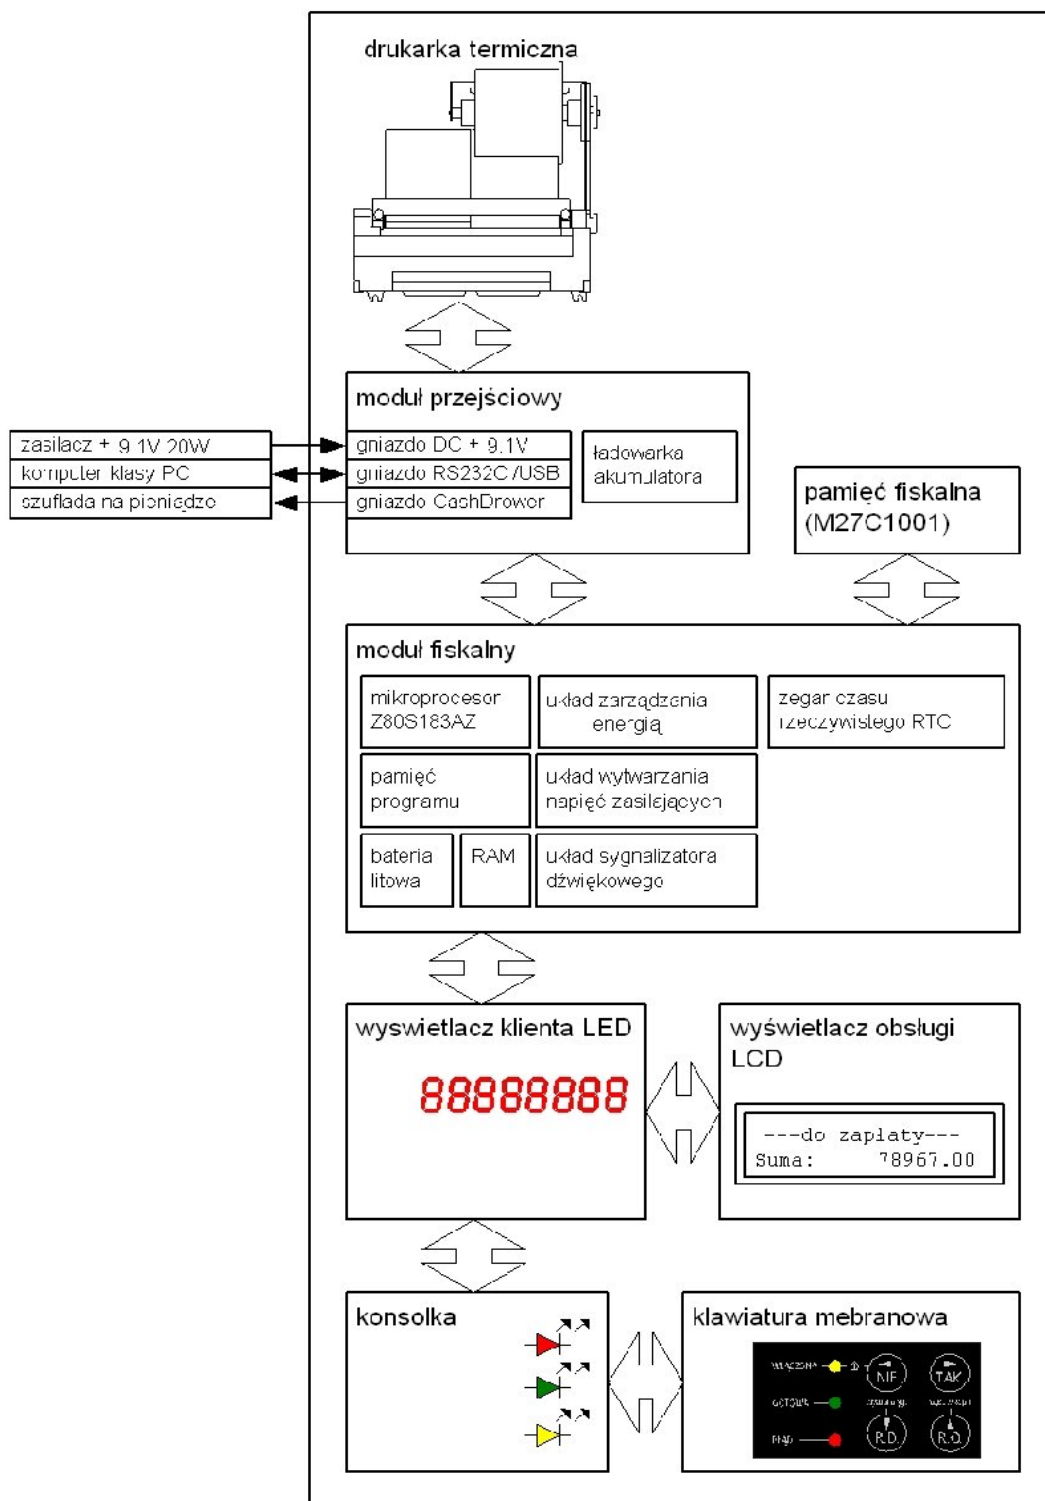 drukarka termiczna
moduł przejściowy
zasilacz + 9.1V 20W
komputer klasy PC
szuflada na pieniądze
gniazdo DC + 9.1V
gniazdo RS232C/USB
gniazdo CashDrower
ładowarka
akumulatora
pamięć fiskalna
(M27C1001)
moduł fiskalny
mikroprocesor
Z80S183AZ
układ zarządzania
energią
zegar czasu
rzeczywistego RTC
pamięć
programu
układ wytwarzania
napięć zasilających
bateria
litowa
RAM
układ sygnalizatora
dźwiękowego
wyswietlacz klienta LED
88888888
wyświetlacz obsługi
LCD
---do zapłaty---
Suma: 78967.00
konsolka
klawiatura mebranowa
NIE
TAK
R.D.
R.O.